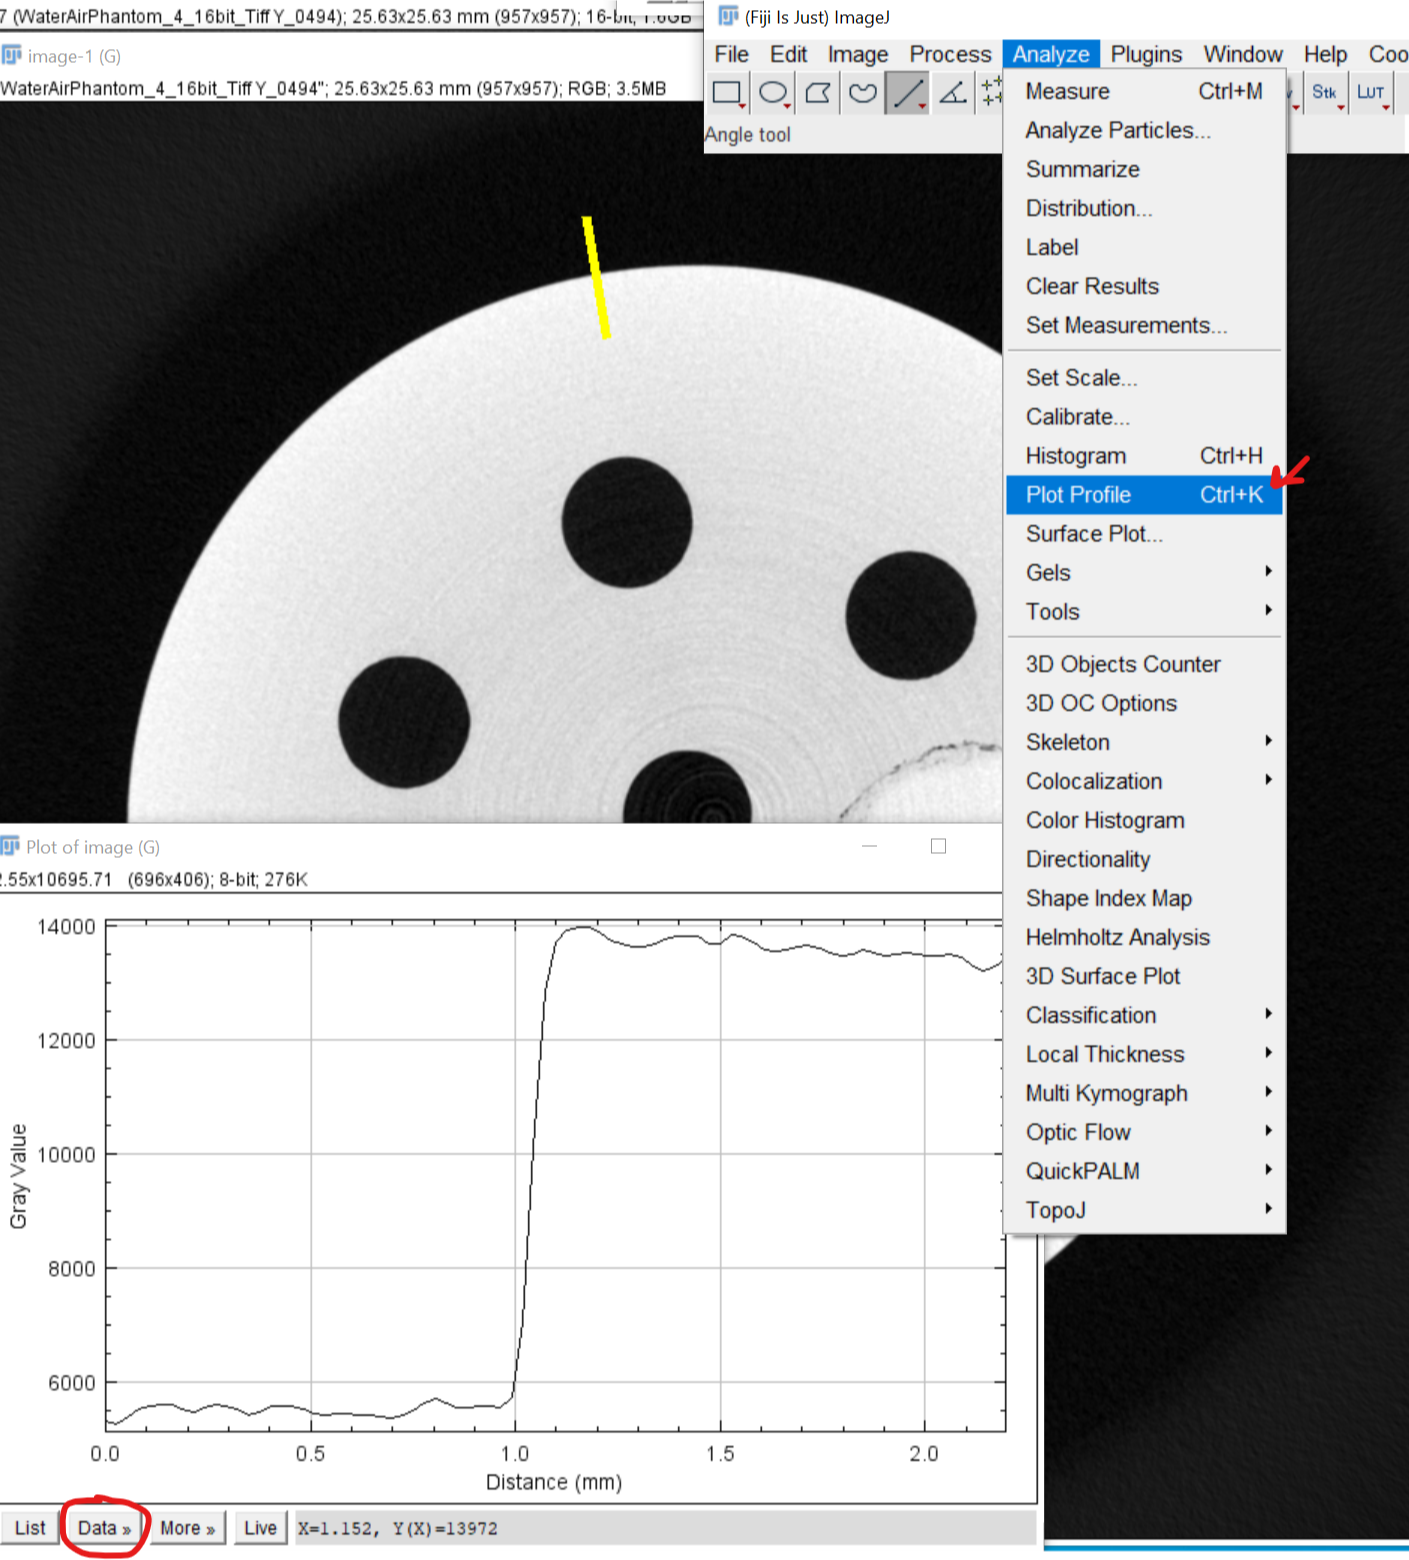 7 (WaterAirPhantom_4_16bit_Tiff Y_0494); 25.63x25.63 mm (957x957); 16-bit; 1.6GB
image-1 (G)
WaterAirPhantom_4_16bit_Tiff Y_0494"; 25.63x25.63 mm (957x957); RGB; 3.5MB
(Fiji Is Just) ImageJ
File Edit Image Process Analyze Plugins Window Help
Stk LUT
Angle tool
Measure Ctrl+M
Analyze Particles...
Summarize
Distribution...
Label
Clear Results
Set Measurements...
Set Scale...
Calibrate...
Histogram Ctrl+H
Plot Profile Ctrl+K
Surface Plot...
Gels
Tools
3D Objects Counter
3D OC Options
Skeleton
Colocalization
Color Histogram
Directionality
Shape Index Map
Helmholtz Analysis
3D Surface Plot
Classification
Local Thickness
Multi Kymograph
Optic Flow
QuickPALM
TopoJ
Plot of image (G)
.55x10695.71 (696x406); 8-bit; 276K
14000
12000
10000
8000
6000
Gray Value
0.0 0.5 1.0 1.5 2.0
Distance (mm)
List Data » More » Live X=1.152, Y(X)=13972